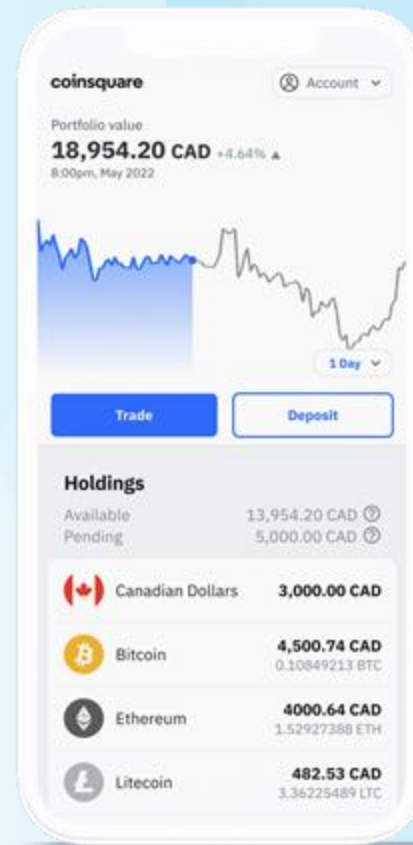 coinsquare
Account
Portfolio value
18,954.20 CAD +4.64% ▲
8:00pm, May 2022
1 Day
Trade Deposit
Holdings
Available 13,954.20 CAD
Pending 5,000.00 CAD
Canadian Dollars 3,000.00 CAD
Bitcoin 4,500.74 CAD
0.10849213 BTC
Ethereum 4000.64 CAD
1.52927388 ETH
Litecoin 482.53 CAD
3.36225489 LTC